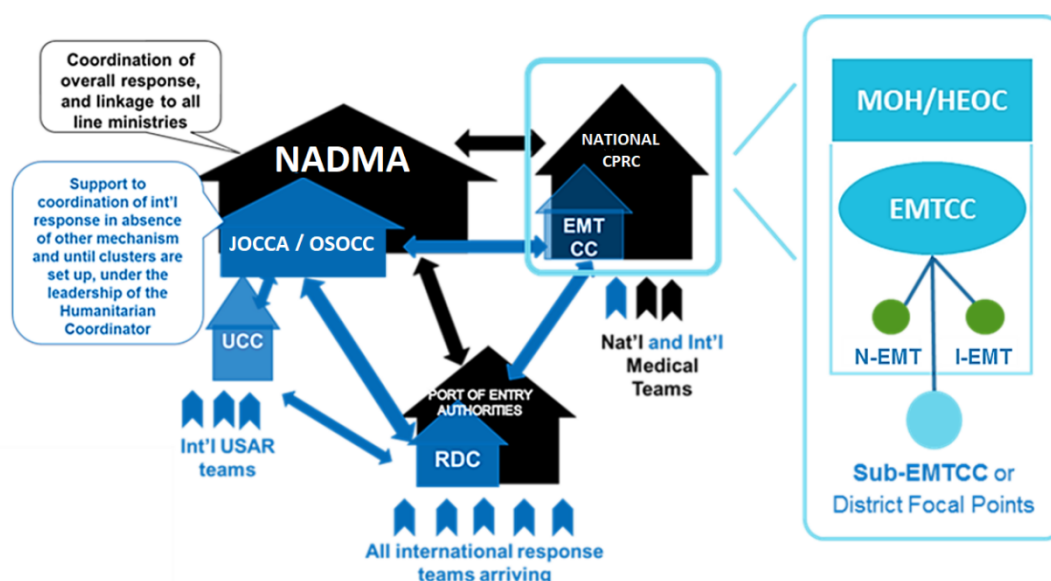 Coordination of
overall response,
and linkage to all
line ministries
NADMA
NATIONAL
CPRC
EMT
CC
Support to
coordination of int'l
response in absence
of other mechanism
and until clusters are
set up, under the
leadership of the
Humanitarian
Coordinator
JOCCA / OSOCC
UCC
Int'l USAR
teams
Nat'l and Int'l
Medical
Teams
PORT OF ENTRY
AUTHORITIES
RDC
All international response
teams arriving
MOH/HEOC
EMTCC
N-EMT
I-EMT
Sub-EMTCC or
District Focal Points